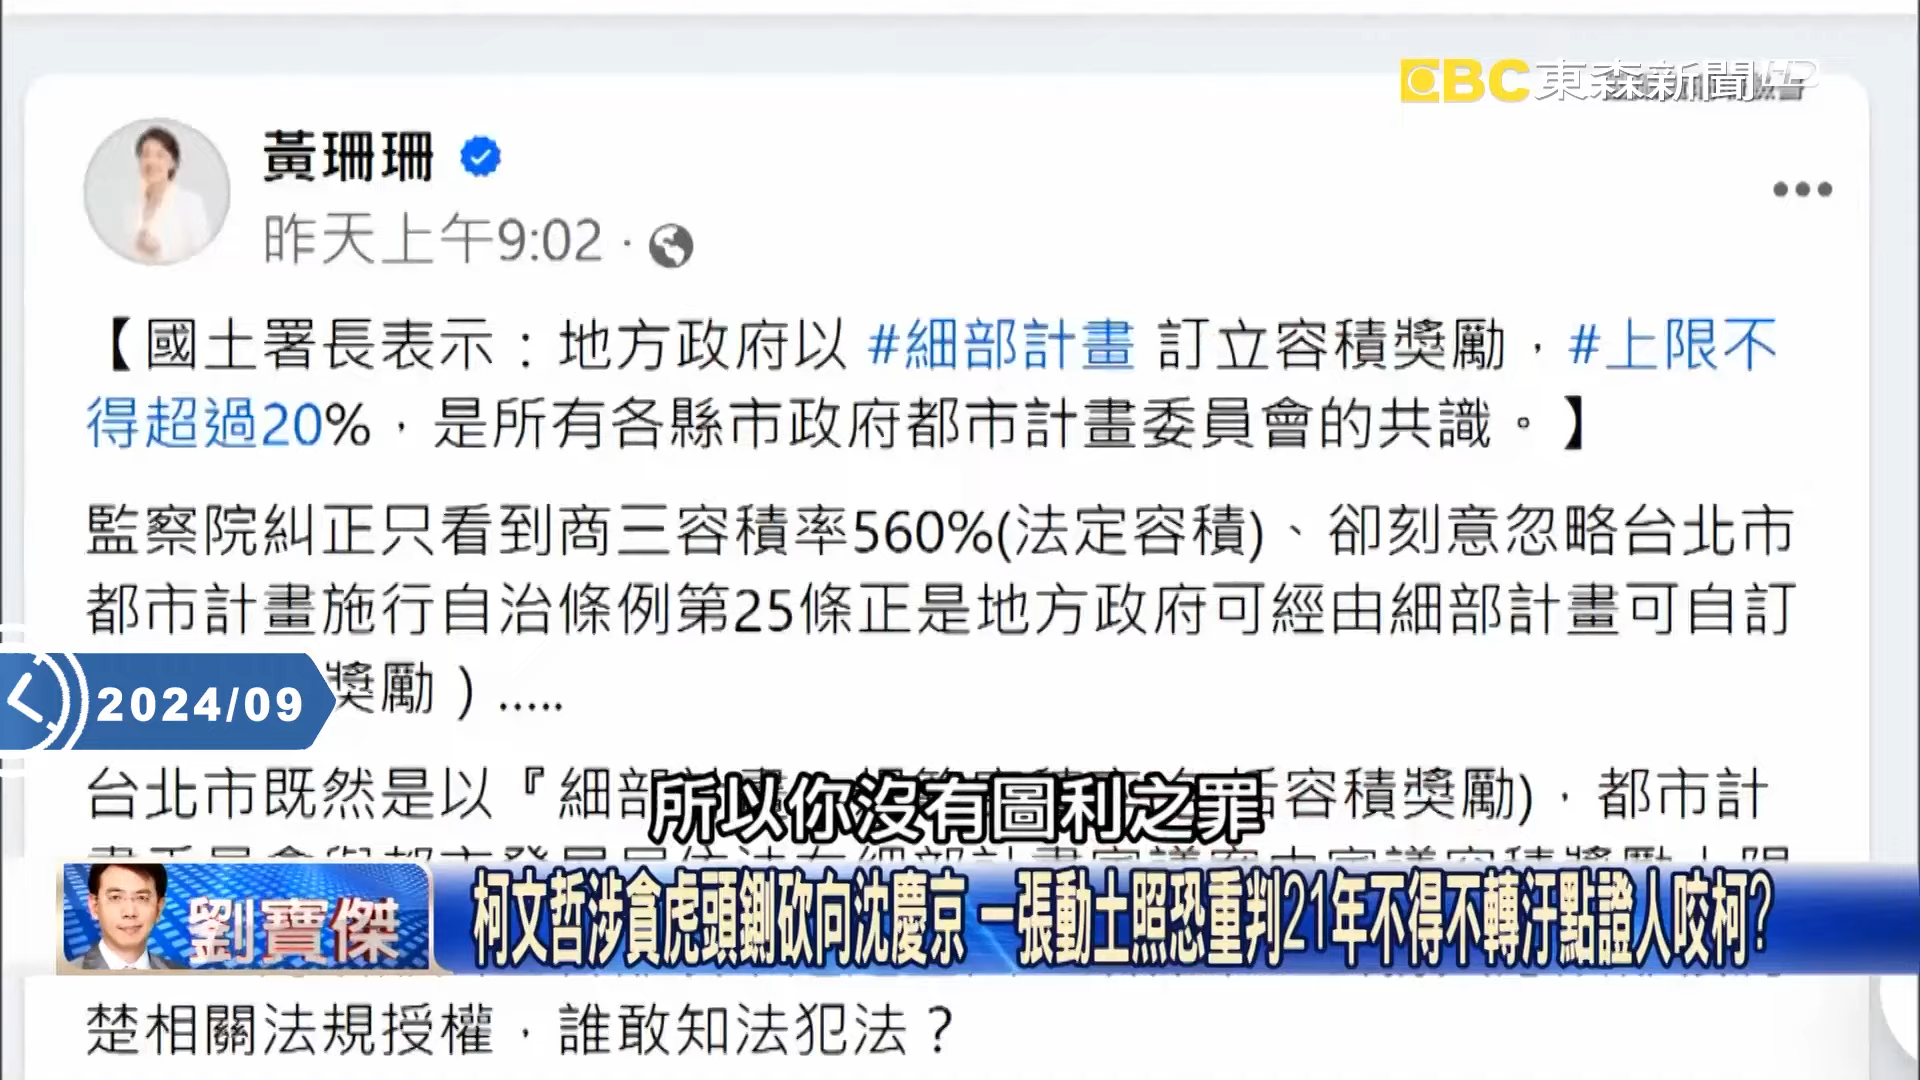 EBC 東森新聞
黃珊珊
昨天上午9:02
【國土署長表示：地方政府以 #細部計畫 訂立容積獎勵，#上限不
得超過20%，是所有各縣市政府都市計畫委員會的共識。】
監察院糾正只看到商三容積率560%(法定容積)、卻刻意忽略台北市
都市計畫施行自治條例第25條正是地方政府可經由細部計畫可自訂
獎勵）.....
2024/09
台北市既然是以『細部計畫 容積獎勵)，都市計
所以你沒有圖利之罪
劉寶傑
柯文哲涉貪虎頭鍘砍向沈慶京 一張動土照恐重判21年不得不轉汙點證人咬柯?
楚相關法規授權，誰敢知法犯法？